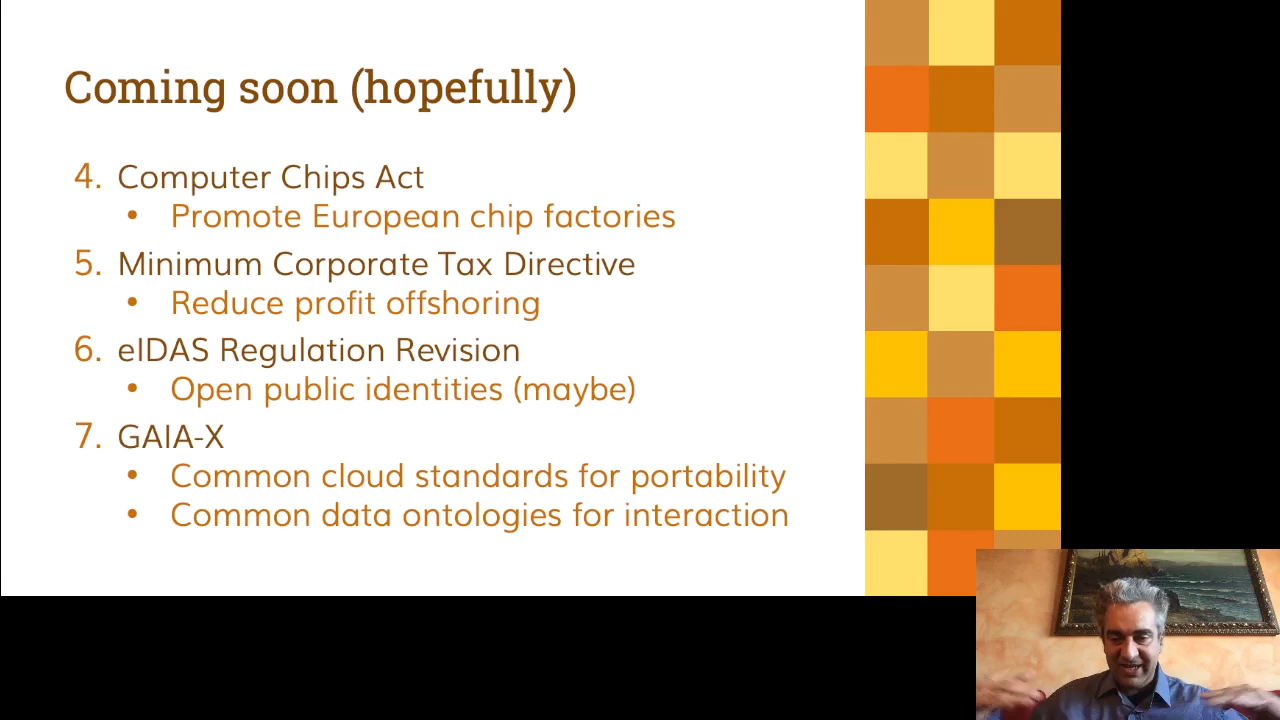 Coming soon (hopefully)
4. Computer Chips Act
• Promote European chip factories
5. Minimum Corporate Tax Directive
• Reduce profit offshoring
6. eIDAS Regulation Revision
• Open public identities (maybe)
7. GAIA-X
• Common cloud standards for portability
• Common data ontologies for interaction